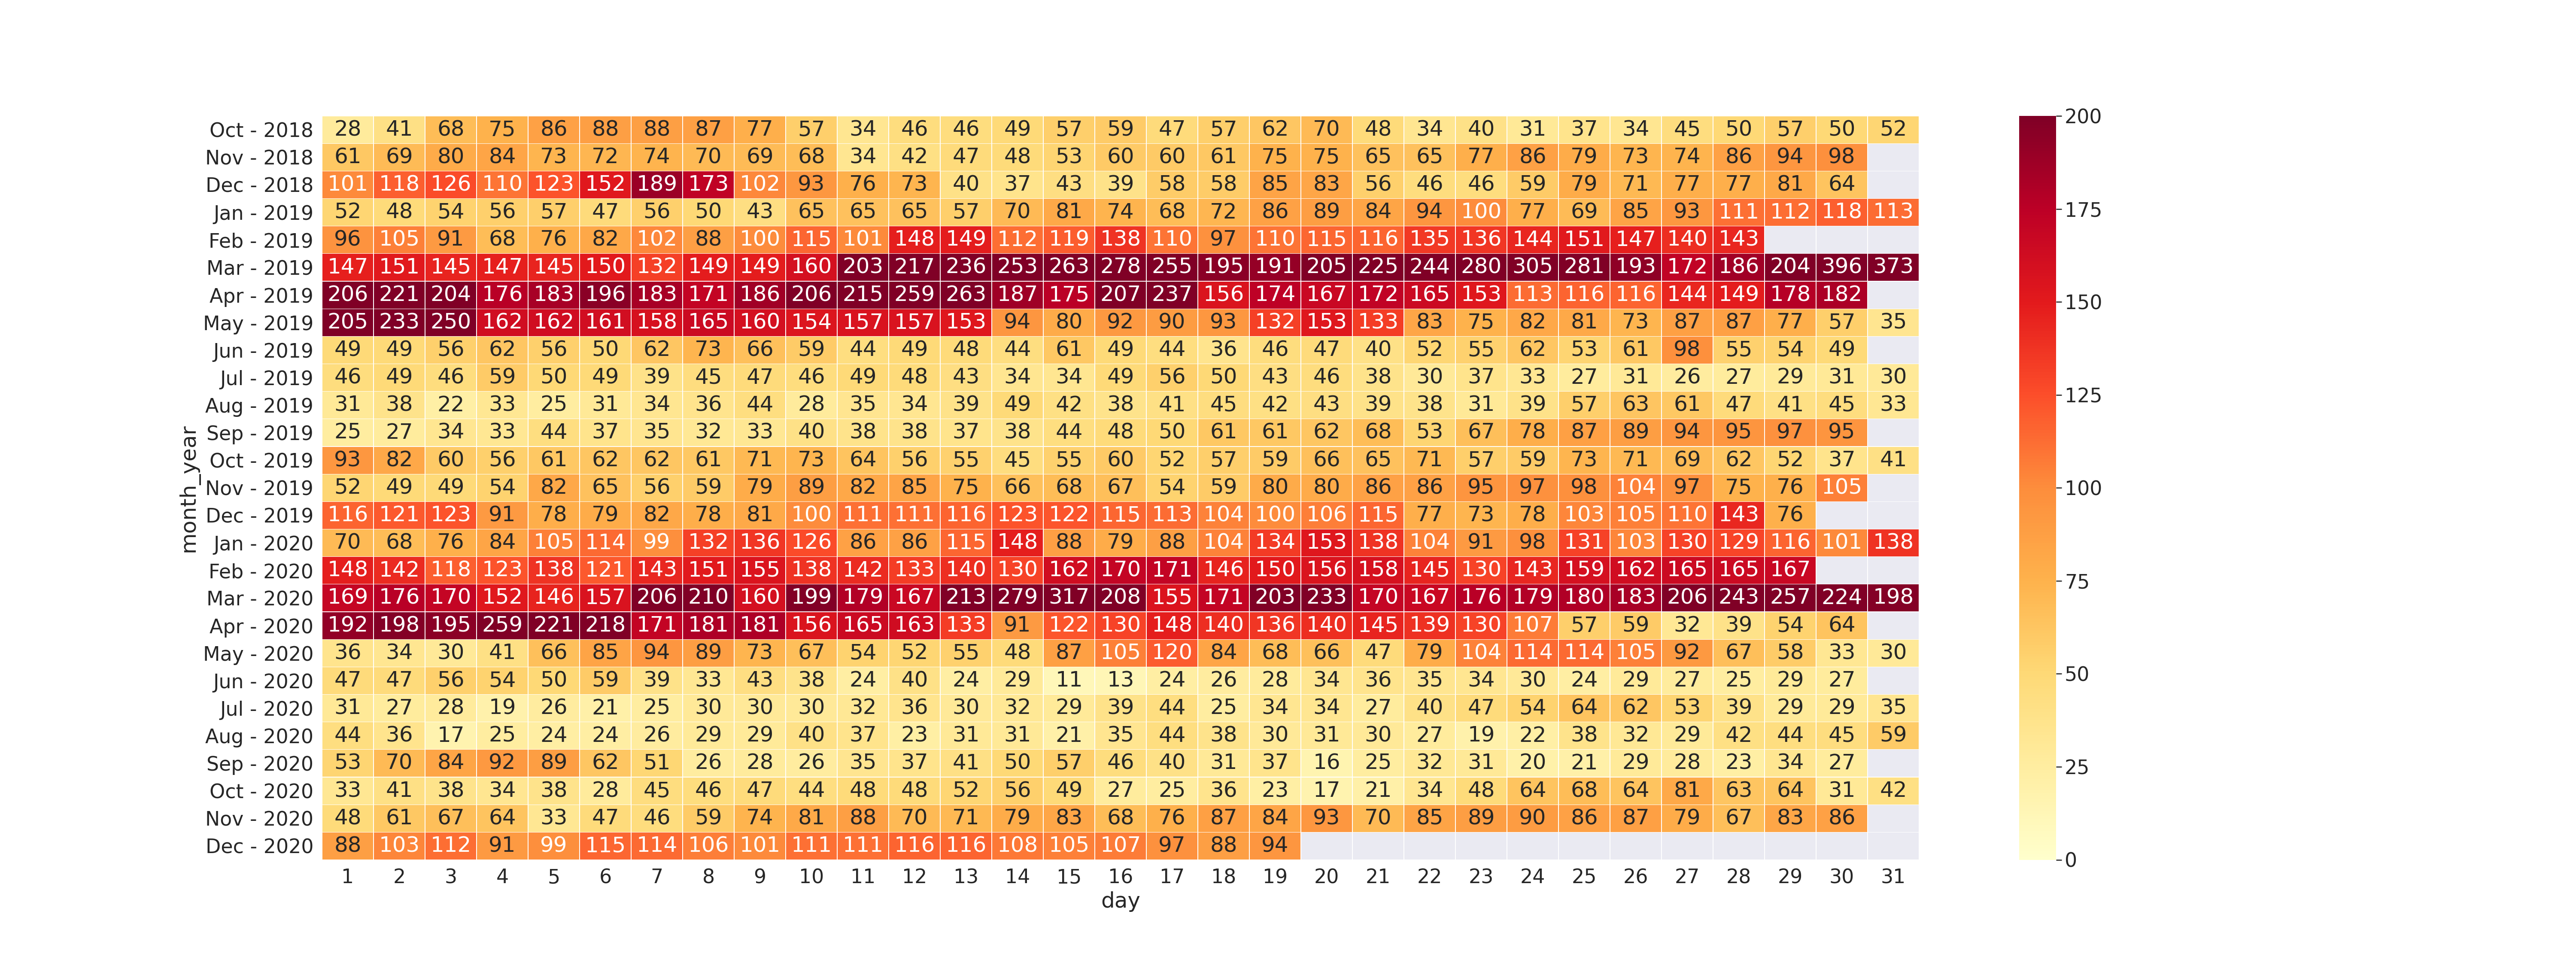 Oct - 2018 28 41 68 75 86 88 88 87 77 57 34 46 46 49 57 59 47 57 62 70 48 34 40 31 37 34 45 50 57 50 52
Nov - 2018 61 69 80 84 73 72 74 70 69 68 34 42 47 48 53 60 60 61 75 75 65 65 77 86 79 73 74 86 94 98
Dec - 2018 101 118 126 110 123 152 189 173 102 93 76 73 40 37 43 39 58 58 85 83 56 46 46 59 79 71 77 77 81 64
Jan - 2019 52 48 54 56 57 47 56 50 43 65 65 65 57 70 81 74 68 72 86 89 84 94 100 77 69 85 93 111 112 118 113
Feb - 2019 96 105 91 68 76 82 102 88 100 115 101 148 149 112 119 138 110 97 110 115 116 135 136 144 151 147 140 143
Mar - 2019 147 151 145 147 145 150 132 149 149 160 203 217 236 253 263 278 255 195 191 205 225 244 280 305 281 193 172 186 204 396 373
Apr - 2019 206 221 204 176 183 196 183 171 186 206 215 259 263 187 175 207 237 156 174 167 172 165 153 113 116 116 144 149 178 182
May - 2019 205 233 250 162 162 161 158 165 160 154 157 157 153 94 80 92 90 93 132 153 133 83 75 82 81 73 87 87 77 57 35
Jun - 2019 49 49 56 62 56 50 62 73 66 59 44 49 48 44 61 49 44 36 46 47 40 52 55 62 53 61 98 55 54 49
Jul - 2019 46 49 46 59 50 49 39 45 47 46 49 48 43 34 34 49 56 50 43 46 38 30 37 33 27 31 26 27 29 31 30
Aug - 2019 31 38 22 33 25 31 34 36 44 28 35 34 39 49 42 38 41 45 42 43 39 38 31 39 57 63 61 47 41 45 33
Sep - 2019 25 27 34 33 44 37 35 32 33 40 38 38 37 38 44 48 50 61 61 62 68 53 67 78 87 89 94 95 97 95
Oct - 2019 93 82 60 56 61 62 62 61 71 73 64 56 55 45 55 60 52 57 59 66 65 71 57 59 73 71 69 62 52 37 41
Nov - 2019 52 49 49 54 82 65 56 59 79 89 82 85 75 66 68 67 54 59 80 80 86 86 95 97 98 104 97 75 76 105
Dec - 2019 116 121 123 91 78 79 82 78 81 100 111 111 116 123 122 115 113 104 100 106 115 77 73 78 103 105 110 143 76
Jan - 2020 70 68 76 84 105 114 99 132 136 126 86 86 115 148 88 79 88 104 134 153 138 104 91 98 131 103 130 129 116 101 138
Feb - 2020 148 142 118 123 138 121 143 151 155 138 142 133 140 130 162 170 171 146 150 156 158 145 130 143 159 162 165 165 167
Mar - 2020 169 176 170 152 146 157 206 210 160 199 179 167 213 279 317 208 155 171 203 233 170 167 176 179 180 183 206 243 257 224 198
Apr - 2020 192 198 195 259 221 218 171 181 181 156 165 163 133 91 122 130 148 140 136 140 145 139 130 107 57 59 32 39 54 64
May - 2020 36 34 30 41 66 85 94 89 73 67 54 52 55 48 87 105 120 84 68 66 47 79 104 114 114 105 92 67 58 33 30
Jun - 2020 47 47 56 54 50 59 39 33 43 38 24 40 24 29 11 13 24 26 28 34 36 35 34 30 24 29 27 25 29 27
Jul - 2020 31 27 28 19 26 21 25 30 30 30 32 36 30 32 29 39 44 25 34 34 27 40 47 54 64 62 53 39 29 29 35
Aug - 2020 44 36 17 25 24 24 26 29 29 40 37 23 31 31 21 35 44 38 30 31 30 27 19 22 38 32 29 42 44 45 59
Sep - 2020 53 70 84 92 89 62 51 26 28 26 35 37 41 50 57 46 40 31 37 16 25 32 31 20 21 29 28 23 34 27
Oct - 2020 33 41 38 34 38 28 45 46 47 44 48 48 52 56 49 27 25 36 23 17 21 34 48 64 68 64 81 63 64 31 42
Nov - 2020 48 61 67 64 33 47 46 59 74 81 88 70 71 79 83 68 76 87 84 93 70 85 89 90 86 87 79 67 83 86
Dec - 2020 88 103 112 91 99 115 114 106 101 111 111 116 116 108 105 107 97 88 94
1 2 3 4 5 6 7 8 9 10 11 12 13 14 15 16 17 18 19 20 21 22 23 24 25 26 27 28 29 30 31
day
month_year
200
175
150
125
100
75
50
25
0